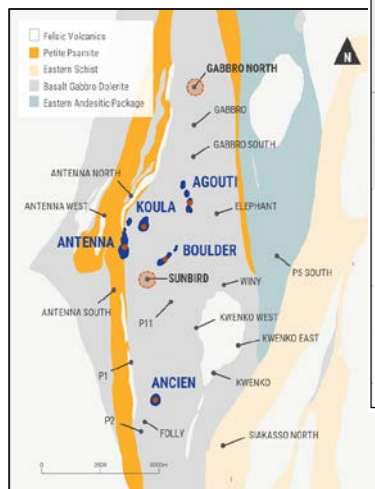 Felsic Volcanics
Petite Psamite
Eastern Schist
Basalt Gabbro Dolerite
Eastern Andesitic Package
N
GABBRO NORTH
GABBRO
GABBRO SOUTH
ANTENNA NORTH
AGOUTI
ANTENNA WEST
KOULA
ELEPHANT
ANTENNA
BOULDER
SUNBIRD
P5 SOUTH
WINY
ANTENNA SOUTH
P11
KWENKO WEST
KWENKO EAST
P1
ANCIEN
KWENKO
P2
FOLLY
SIAKASSO NORTH
0